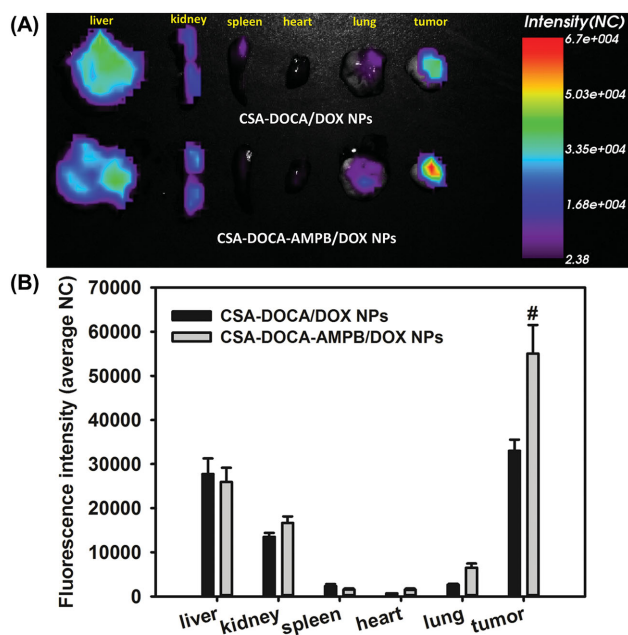 (A)
liver kidney spleen heart lung tumor
Intensity(NC)
6.7e+004
5.03e+004
3.35e+004
1.68e+004
2.38
CSA-DOCA/DOX NPs
CSA-DOCA-AMPB/DOX NPs
(B)
Fluorescence intensity (average NC)
70000
60000
50000
40000
30000
20000
10000
0
CSA-DOCA/DOX NPs
CSA-DOCA-AMPB/DOX NPs
#
liver kidney spleen heart lung tumor